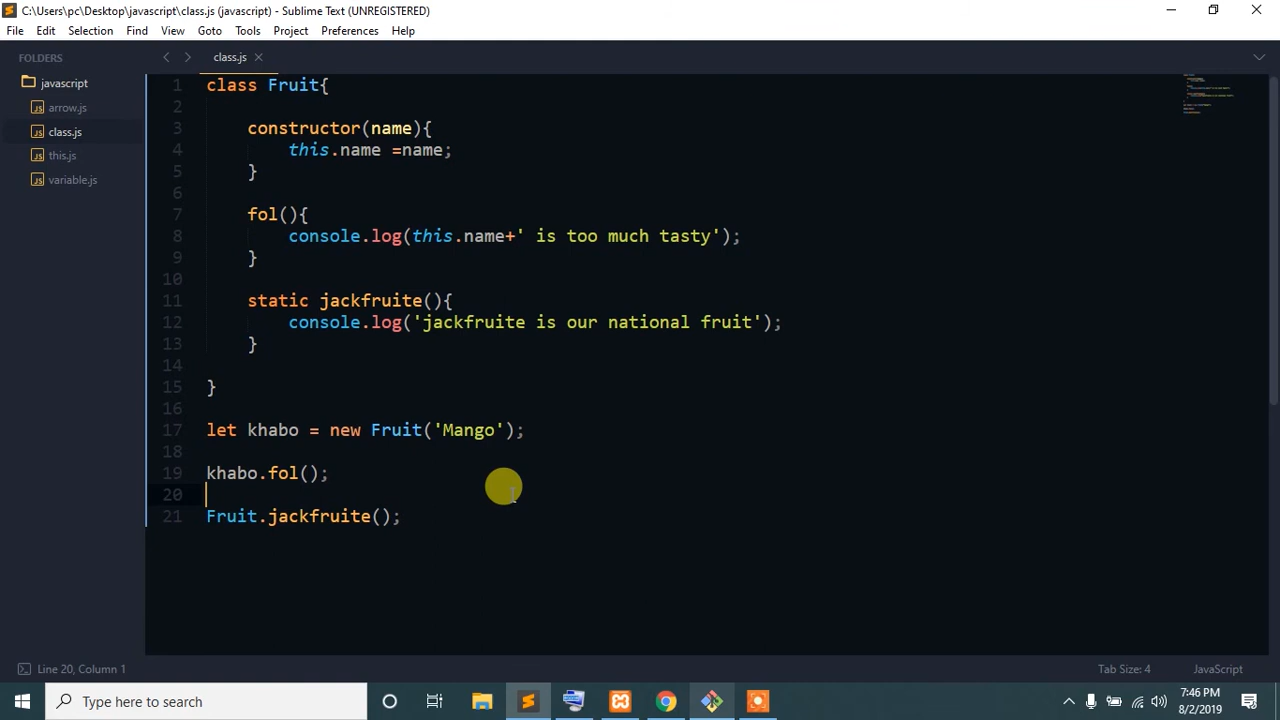 C:\Users\pc\Desktop\javascript\class.js (javascript) - Sublime Text (UNREGISTERED)
File Edit Selection Find View Goto Tools Project Preferences Help
FOLDERS
javascript
arrow.js
class.js
this.js
variable.js
class.js
1 class Fruit{
2
3 constructor(name){
4 this.name =name;
5 }
6
7 fol(){
8 console.log(this.name+' is too much tasty');
9 }
10
11 static jackfruite(){
12 console.log('jackfruite is our national fruit');
13 }
14
15 }
16
17 let khabo = new Fruit('Mango');
18
19 khabo.fol();
20
21 Fruit.jackfruite();
Line 20, Column 1
Tab Size: 4
JavaScript
Type here to search
7:46 PM
8/2/2019